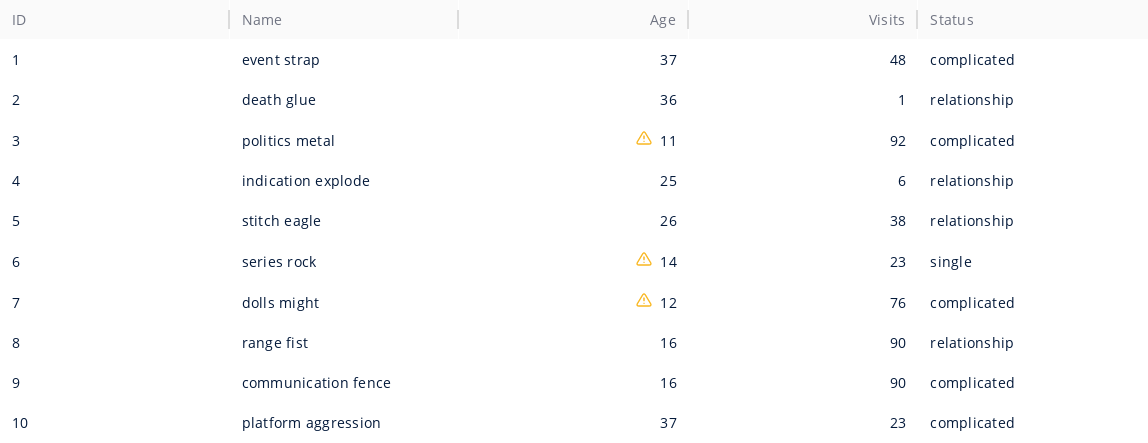 ID Name Age Visits Status
1 event strap 37 48 complicated
2 death glue 36 1 relationship
3 politics metal 11 92 complicated
4 indication explode 25 6 relationship
5 stitch eagle 26 38 relationship
6 series rock 14 23 single
7 dolls might 12 76 complicated
8 range fist 16 90 relationship
9 communication fence 16 90 complicated
10 platform aggression 37 23 complicated